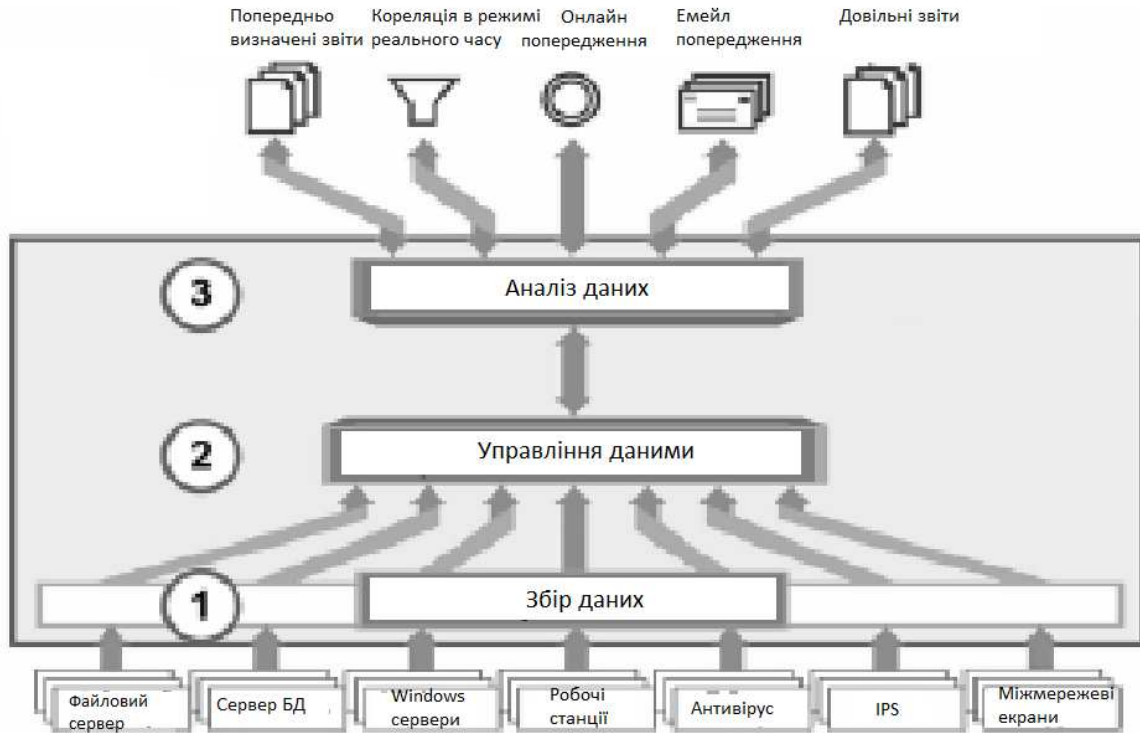 Попередньо
визначені звіти
Кореляція в режимі
реального часу
Онлайн
попередження
Емейл
попередження
Довільні звіти
3
Аналіз даних
2
Управління даними
1
Збір даних
Файловий
сервер
Сервер БД
Windows
сервери
Робочі
станції
Антивірус
IPS
Міжмережеві
екрани